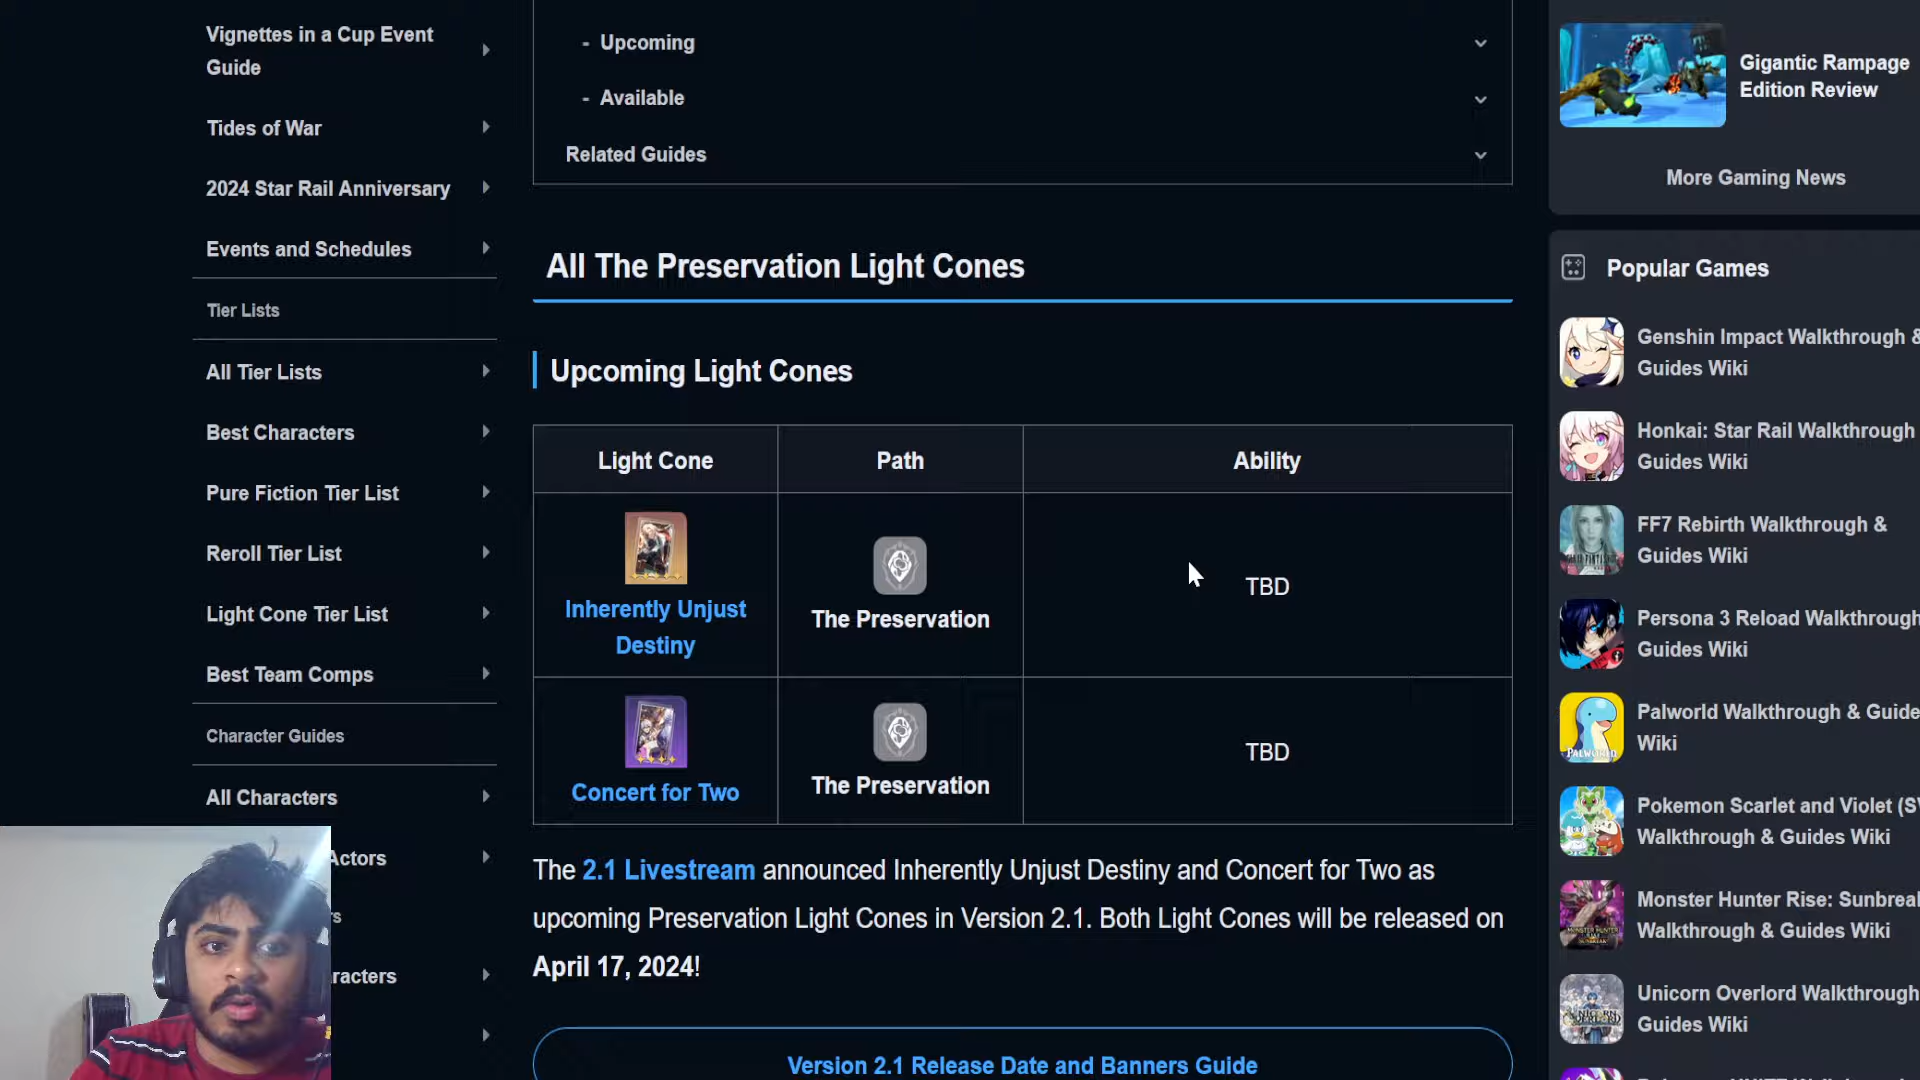 Vignettes in a Cup Event
Guide
Tides of War
2024 Star Rail Anniversary
Events and Schedules
Tier Lists
All Tier Lists
Best Characters
Pure Fiction Tier List
Reroll Tier List
Light Cone Tier List
Best Team Comps
Character Guides
All Characters
Actors
- Upcoming
- Available
Related Guides
All The Preservation Light Cones
Upcoming Light Cones
Light Cone Path Ability
Inherently Unjust
Destiny
The Preservation
TBD
Concert for Two
The Preservation
TBD
The 2.1 Livestream announced Inherently Unjust Destiny and Concert for Two as
upcoming Preservation Light Cones in Version 2.1. Both Light Cones will be released on
April 17, 2024!
Version 2.1 Release Date and Banners Guide
Gigantic Rampage
Edition Review
More Gaming News
Popular Games
Genshin Impact Walkthrough &
Guides Wiki
Honkai: Star Rail Walkthrough
Guides Wiki
FF7 Rebirth Walkthrough &
Guides Wiki
Persona 3 Reload Walkthrough
Guides Wiki
PALWORLD
Palworld Walkthrough & Guide
Wiki
Pokemon Scarlet and Violet (S
Walkthrough & Guides Wiki
Monster Hunter Rise: Sunbreak
Walkthrough & Guides Wiki
Unicorn Overlord Walkthrough
Guides Wiki